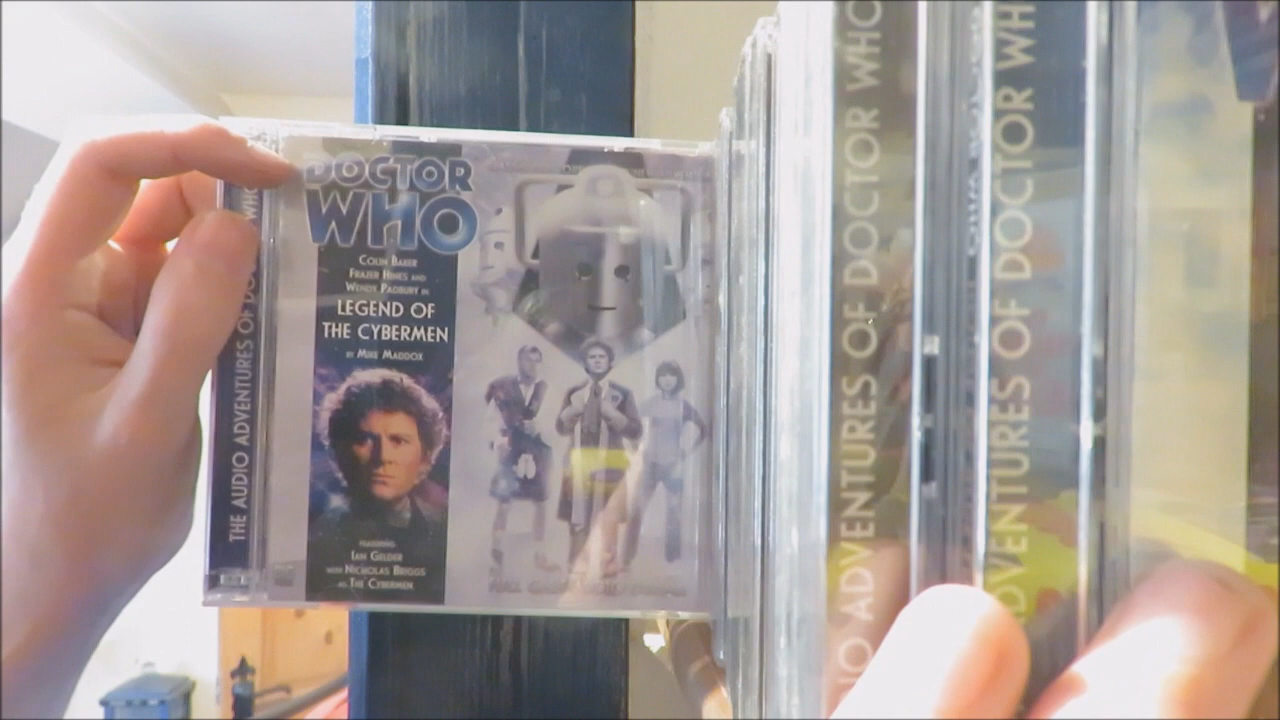 DOCTOR
WHO
COLIN BAKER
FRAZER HINES AND
WENDY PADBURY IN
LEGEND OF
THE CYBERMEN
BY MIKE MADDOX
FEATURING
IAN GELDER
WITH NICHOLAS BRIGGS
AS THE CYBERMEN
THE AUDIO ADVENTURES OF DOCTOR WHO
IO ADVENTURES OF DOCTOR WHO
ADVENTURES OF DOCTOR WH